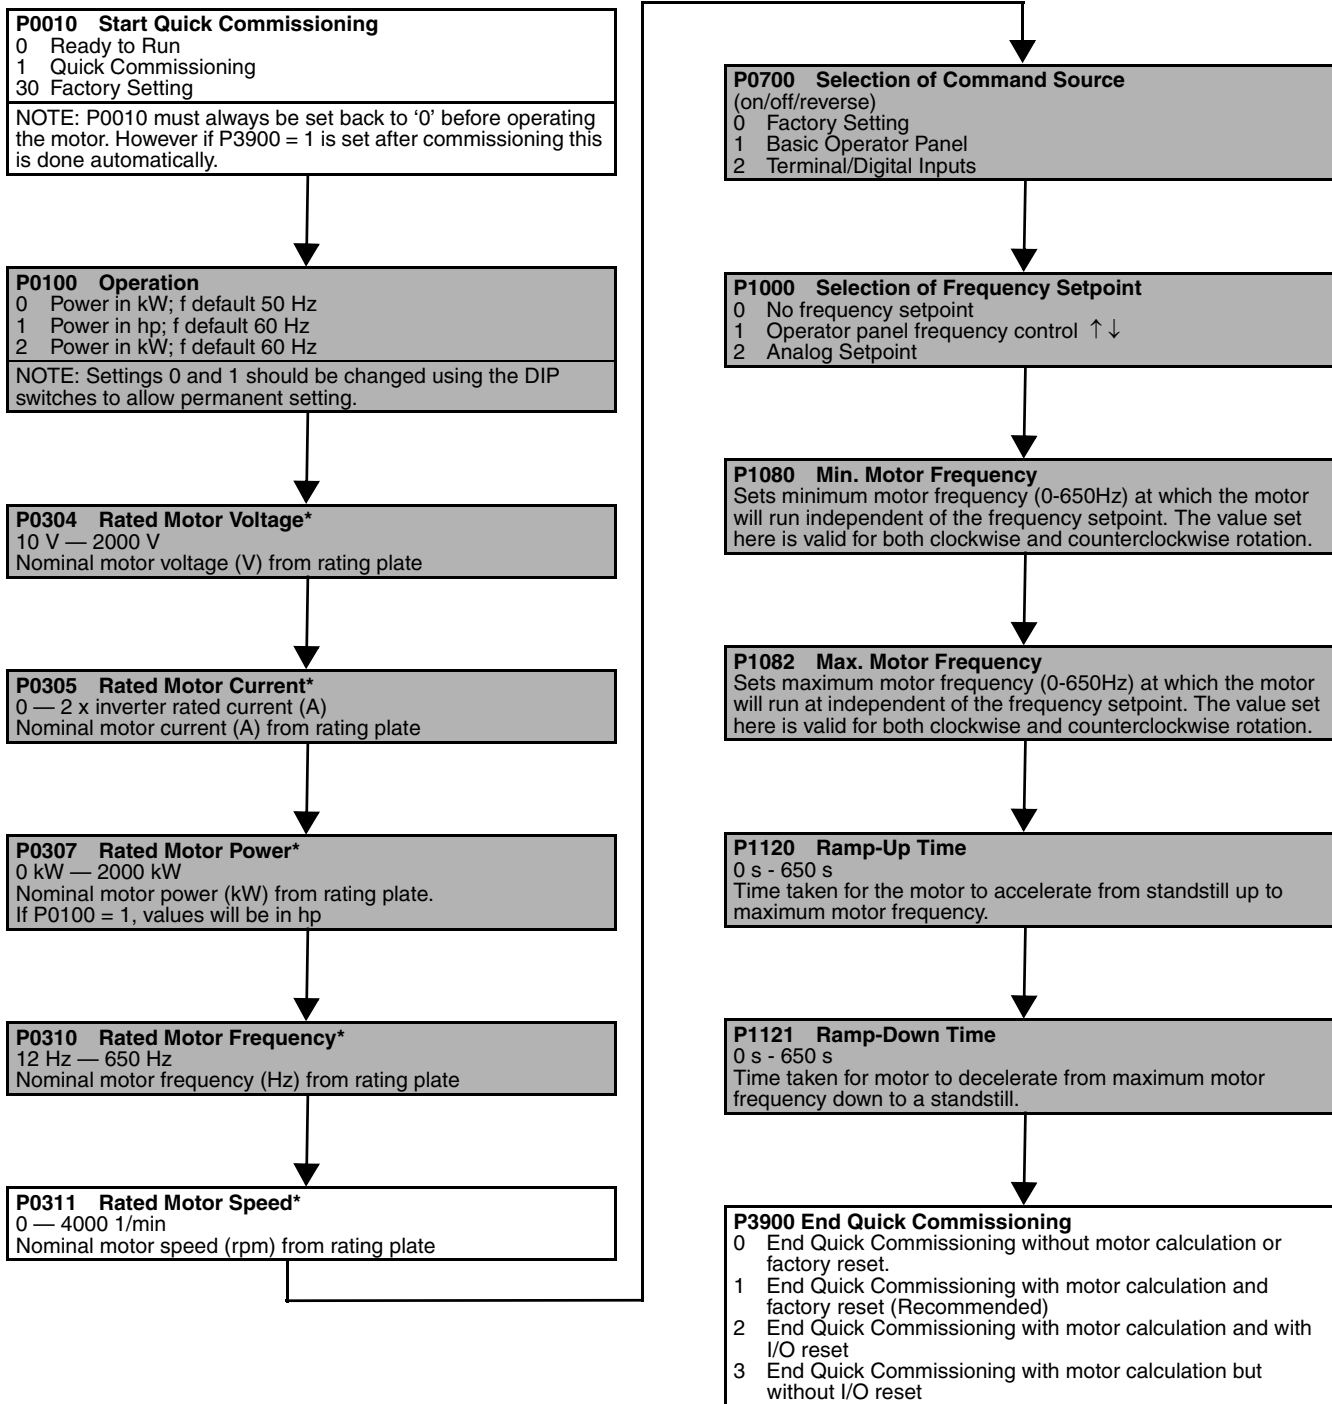 P0010 Start Quick Commissioning
0 Ready to Run
1 Quick Commissioning
30 Factory Setting
NOTE: P0010 must always be set back to ‘0’ before operating
the motor. However if P3900 = 1 is set after commissioning this
is done automatically.
P0100 Operation
0 Power in kW; f default 50 Hz
1 Power in hp; f default 60 Hz
2 Power in kW; f default 60 Hz
NOTE: Settings 0 and 1 should be changed using the DIP
switches to allow permanent setting.
P0304 Rated Motor Voltage*
10 V — 2000 V
Nominal motor voltage (V) from rating plate
P0305 Rated Motor Current*
0 — 2 x inverter rated current (A)
Nominal motor current (A) from rating plate
P0307 Rated Motor Power*
0 kW — 2000 kW
Nominal motor power (kW) from rating plate.
If P0100 = 1, values will be in hp
P0310 Rated Motor Frequency*
12 Hz — 650 Hz
Nominal motor frequency (Hz) from rating plate
P0311 Rated Motor Speed*
0 — 4000 1/min
Nominal motor speed (rpm) from rating plate
P0700 Selection of Command Source
(on/off/reverse)
0 Factory Setting
1 Basic Operator Panel
2 Terminal/Digital Inputs
P1000 Selection of Frequency Setpoint
0 No frequency setpoint
1 Operator panel frequency control ↑↓
2 Analog Setpoint
P1080 Min. Motor Frequency
Sets minimum motor frequency (0-650Hz) at which the motor
will run independent of the frequency setpoint. The value set
here is valid for both clockwise and counterclockwise rotation.
P1082 Max. Motor Frequency
Sets maximum motor frequency (0-650Hz) at which the motor
will run at independent of the frequency setpoint. The value set
here is valid for both clockwise and counterclockwise rotation.
P1120 Ramp-Up Time
0 s - 650 s
Time taken for the motor to accelerate from standstill up to
maximum motor frequency.
P1121 Ramp-Down Time
0 s - 650 s
Time taken for motor to decelerate from maximum motor
frequency down to a standstill.
P3900 End Quick Commissioning
0 End Quick Commissioning without motor calculation or
factory reset.
1 End Quick Commissioning with motor calculation and
factory reset (Recommended)
2 End Quick Commissioning with motor calculation and with
I/O reset
3 End Quick Commissioning with motor calculation but
without I/O reset